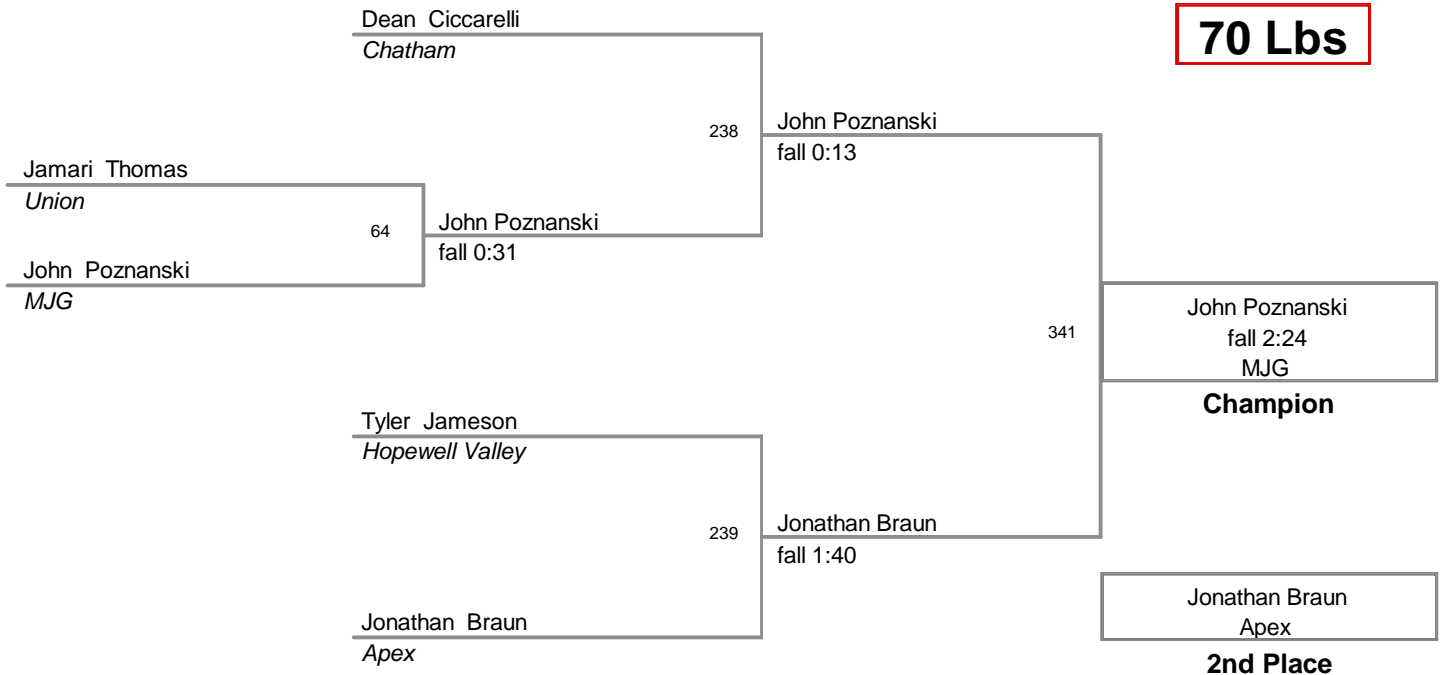 Dean Ciccarelli
Chatham
70 Lbs
238
John Poznanski
fall 0:13
Jamari Thomas
Union
64
John Poznanski
fall 0:31
John Poznanski
MJG
341
John Poznanski
fall 2:24
MJG
Champion
Tyler Jameson
Hopewell Valley
239
Jonathan Braun
fall 1:40
Jonathan Braun
Apex
Jonathan Braun
Apex
2nd Place